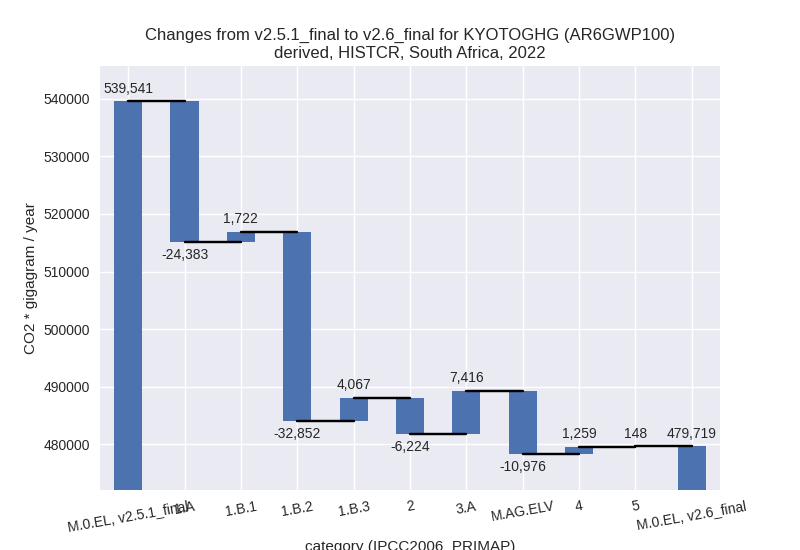 Changes from v2.5.1_final to v2.6_final for KYOTOGHG (AR6GWP100)
derived, HISTCR, South Africa, 2022
CO2 * gigagram / year
540000
530000
520000
510000
500000
490000
480000
539,541
-24,383
1,722
-32,852
4,067
-6,224
7,416
-10,976
1,259
148
479,719
M.0.EL, v2.5.1_final
1.A
1.B.1
1.B.2
1.B.3
2
3.A
M.AG.ELV
4
5
M.0.EL, v2.6_final
category (IPCC2006_PRIMAP)